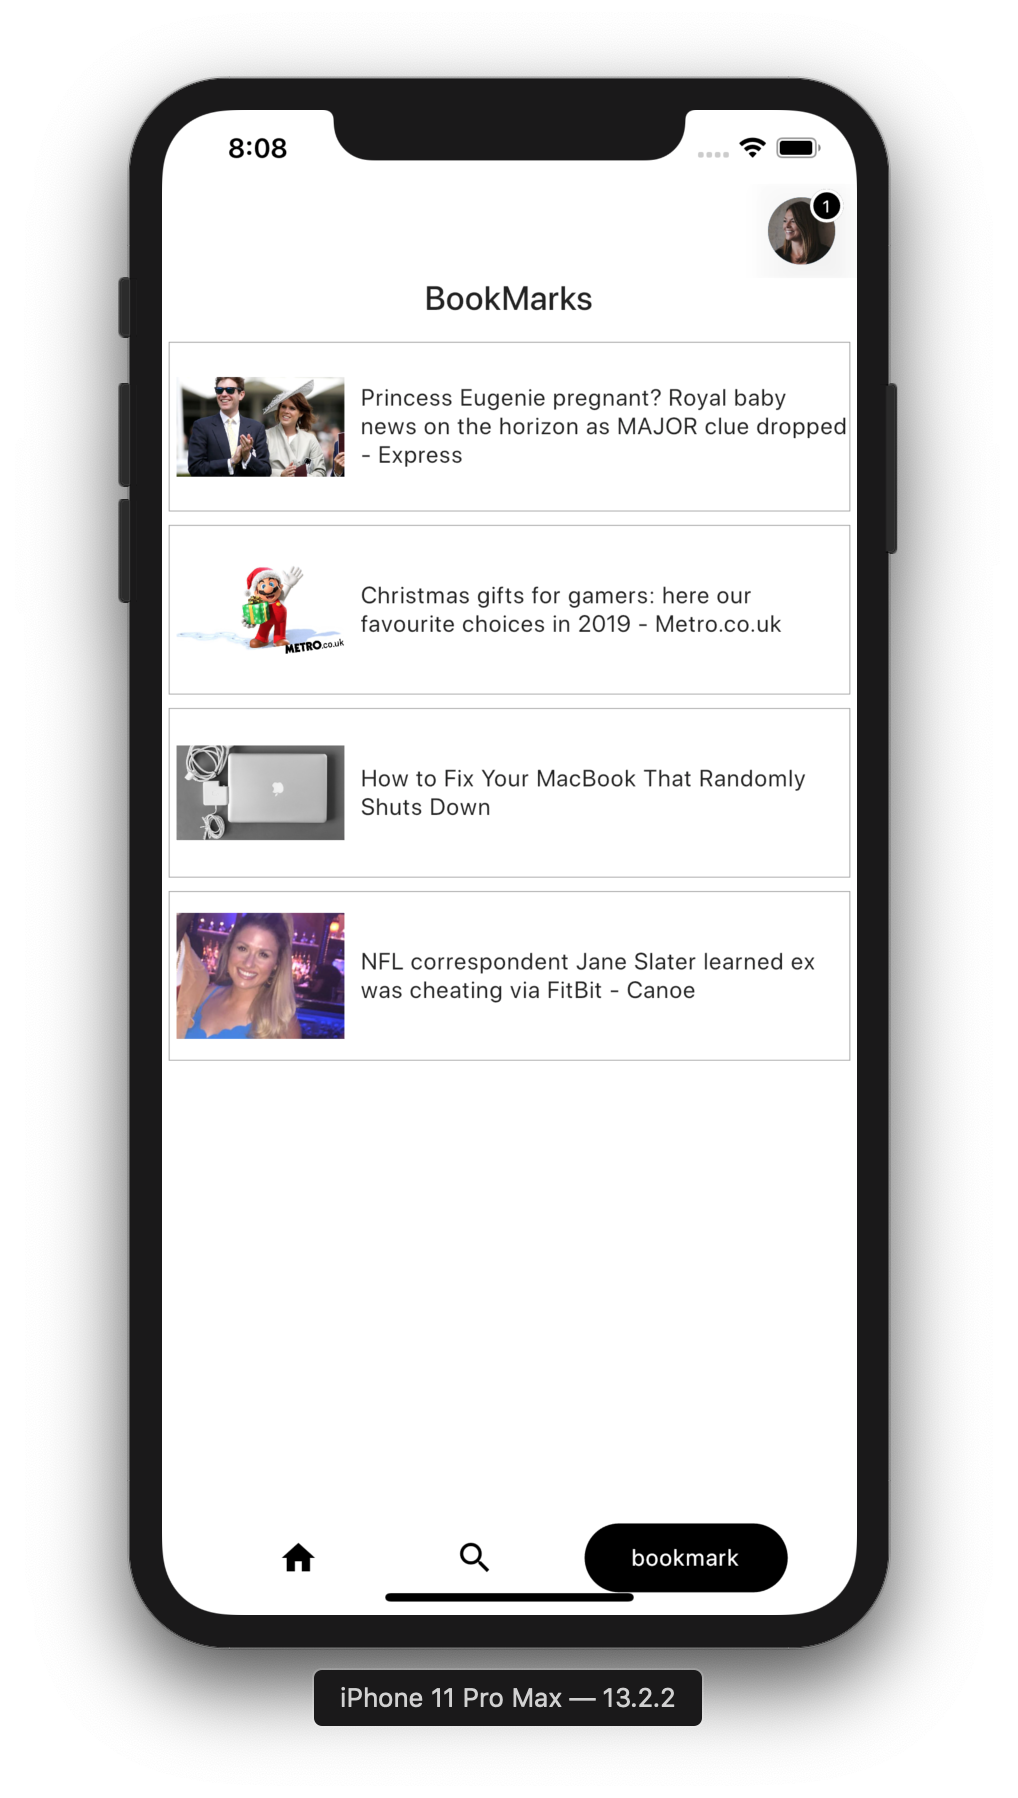 8:08
1
BookMarks
Princess Eugenie pregnant? Royal baby
news on the horizon as MAJOR clue dropped
- Express
METRO.co.uk
Christmas gifts for gamers: here our
favourite choices in 2019 - Metro.co.uk
How to Fix Your MacBook That Randomly
Shuts Down
NFL correspondent Jane Slater learned ex
was cheating via FitBit - Canoe
bookmark
iPhone 11 Pro Max — 13.2.2